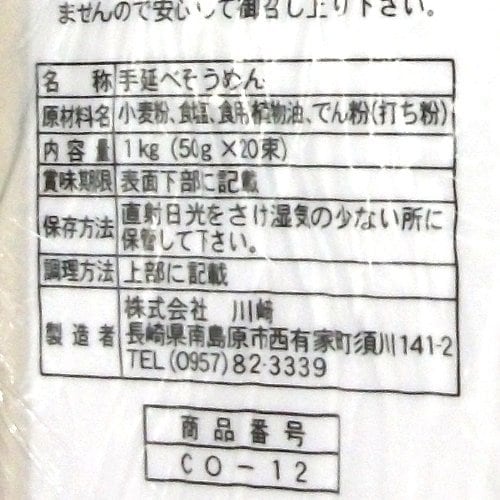 ませんので安心して御召し上り下さい。
名称 手延べそうめん
原材料名 小麦粉、食塩、食用植物油、でん粉(打ち粉)
内容量 1kg (50g×20束)
賞味期限 表面下部に記載
保存方法 直射日光をさけ湿気の少ない所に
保管して下さい。
調理方法 上部に記載
製造者 株式会社 川崎
長崎県南島原市西有家町須川141-2
TEL(0957)82-3339
商品番号
CO-12